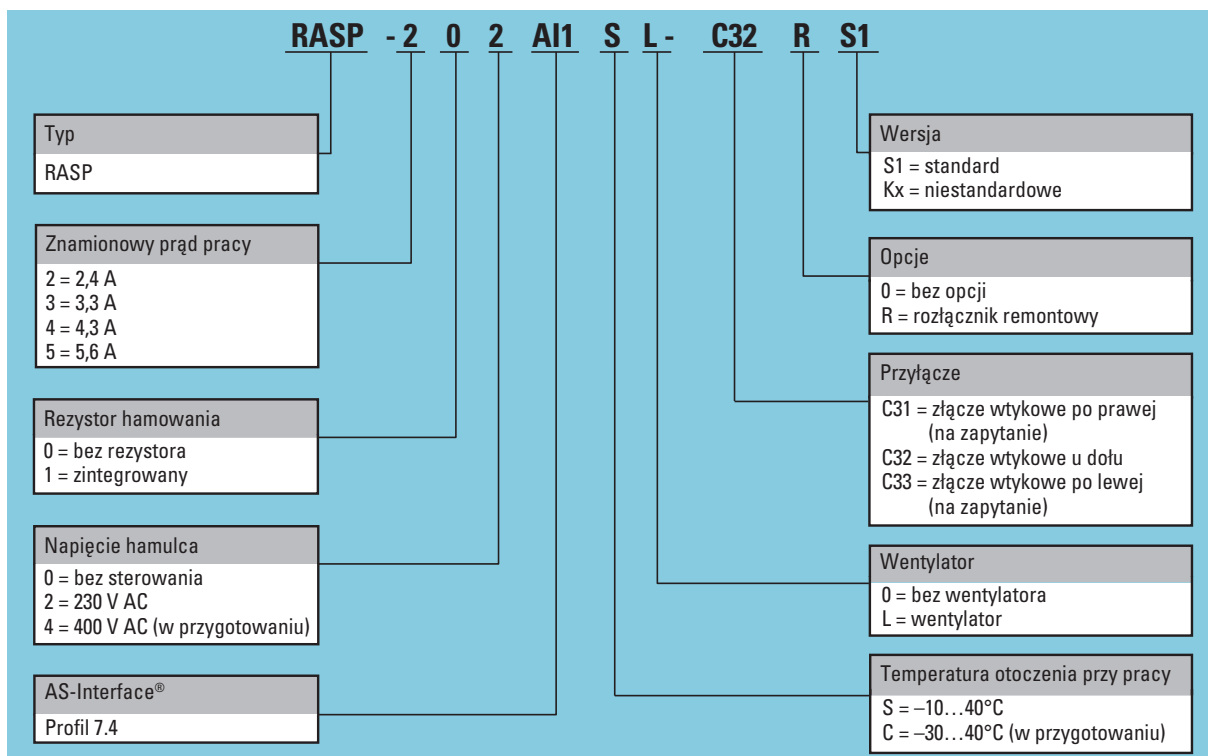 RASP - 2 0 2 AI1 S L - C32 R S1
Typ
RASP
Znamionowy prąd pracy
2 = 2,4 A
3 = 3,3 A
4 = 4,3 A
5 = 5,6 A
Rezystor hamowania
0 = bez rezystora
1 = zintegrowany
Napięcie hamulca
0 = bez sterowania
2 = 230 V AC
4 = 400 V AC (w przygotowaniu)
AS-Interface®
Profil 7.4
Wersja
S1 = standard
Kx = niestandardowe
Opcje
0 = bez opcji
R = rozłącznik remontowy
Przyłącze
C31 = złącze wtykowe po prawej
(na zapytanie)
C32 = złącze wtykowe u dołu
C33 = złącze wtykowe po lewej
(na zapytanie)
Wentylator
0 = bez wentylatora
L = wentylator
Temperatura otoczenia przy pracy
S = –10…40°C
C = –30…40°C (w przygotowaniu)